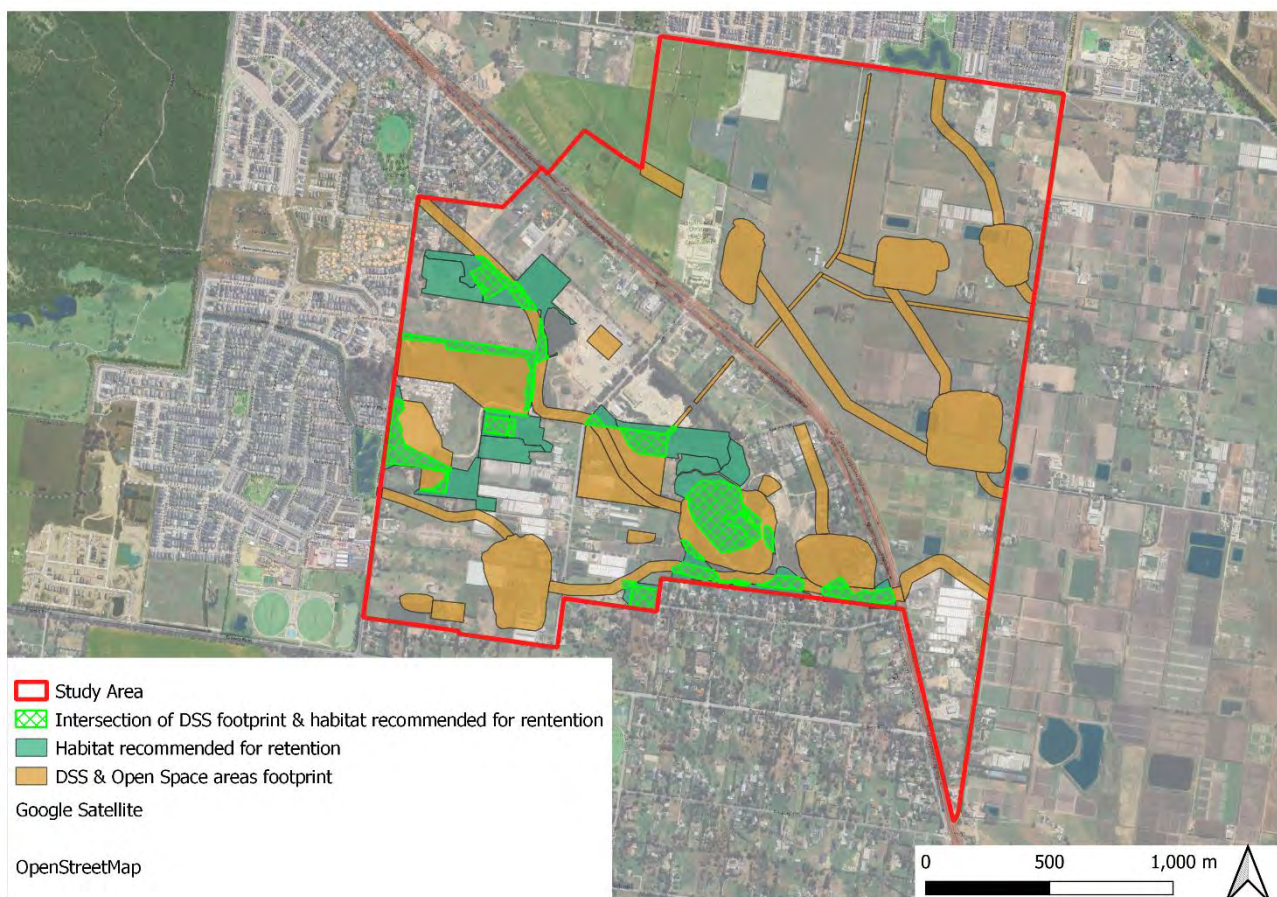 Study Area
Intersection of DSS footprint & habitat recommended for rentention
Habitat recommended for retention
DSS & Open Space areas footprint
Google Satellite
OpenStreetMap
0 500 1,000 m